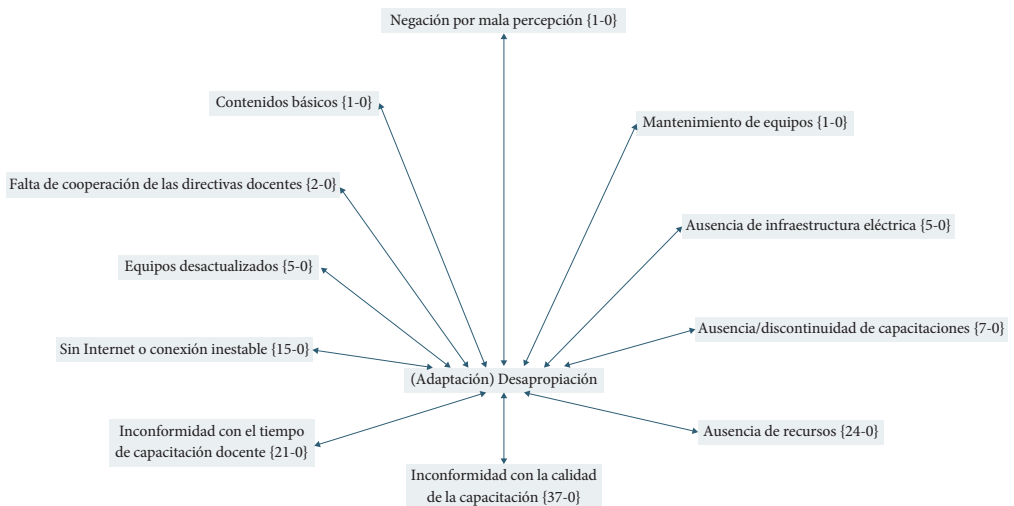 Negación por mala percepción {1-0}
Contenidos básicos {1-0}
Mantenimiento de equipos {1-0}
Falta de cooperación de las directivas docentes {2-0}
Ausencia de infraestructura eléctrica {5-0}
Equipos desactualizados {5-0}
Ausencia/discontinuidad de capacitaciones {7-0}
Sin Internet o conexión inestable {15-0}
(Adaptación) Desapropiación
Inconformidad con el tiempo
de capacitación docente {21-0}
Ausencia de recursos {24-0}
Inconformidad con la calidad
de la capacitación {37-0}